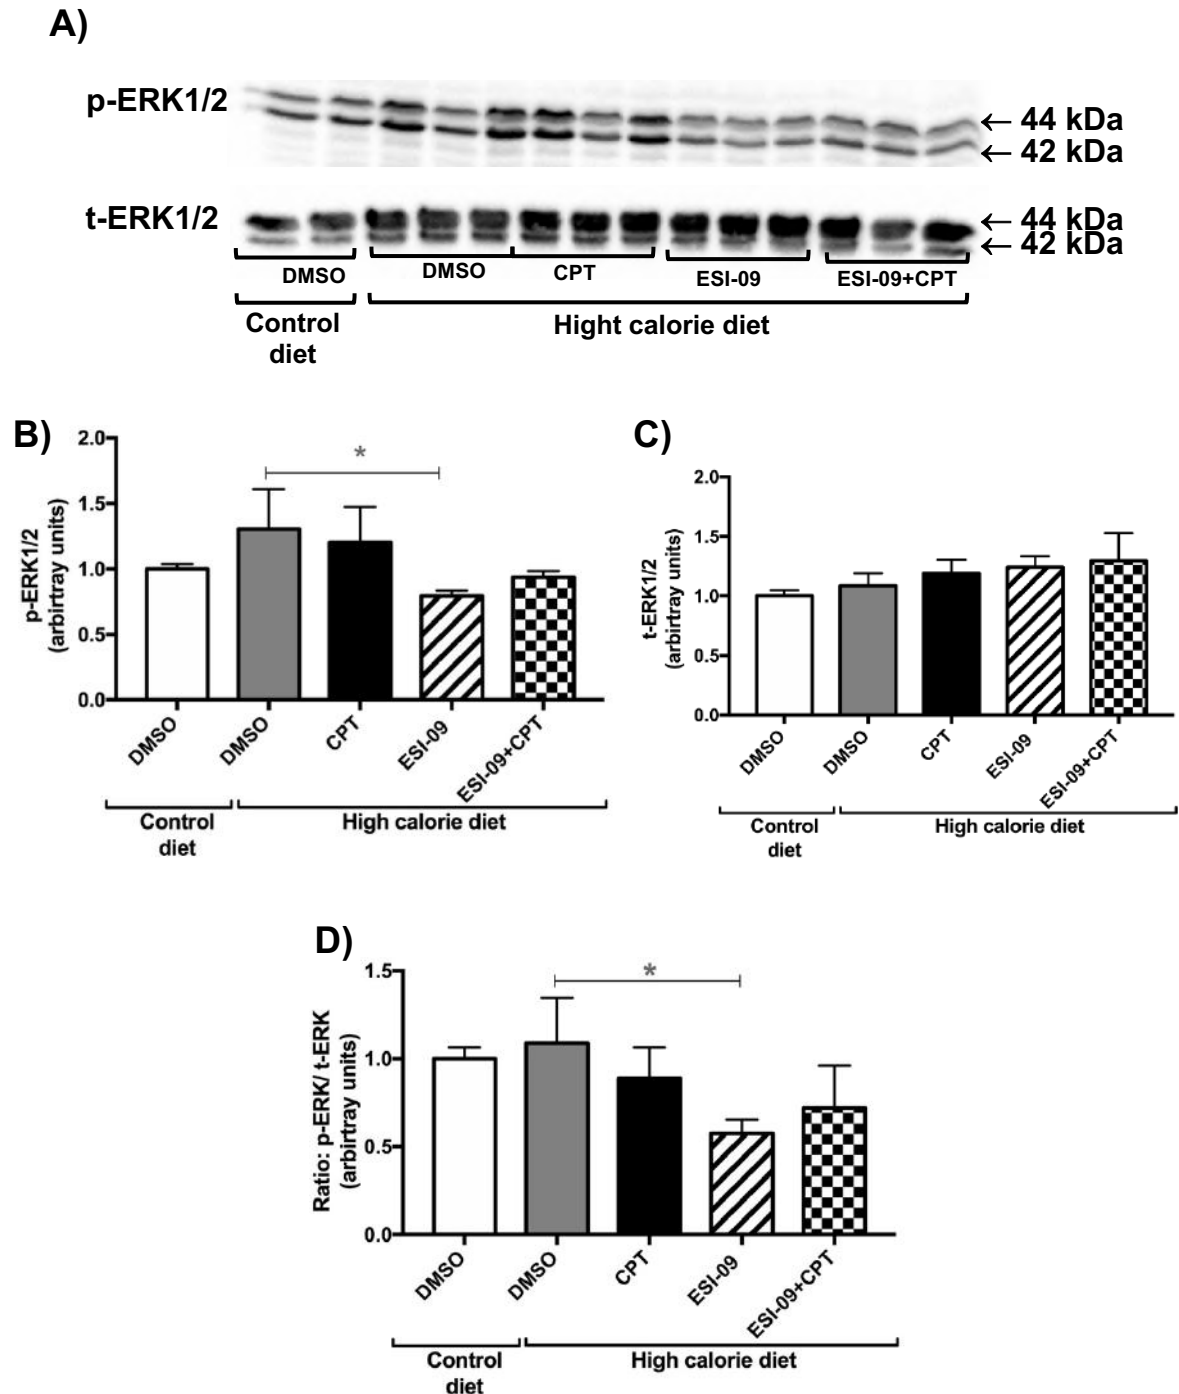 A)
p-ERK1/2
← 44 kDa
← 42 kDa
t-ERK1/2
← 44 kDa
← 42 kDa
DMSO DMSO CPT ESI-09 ESI-09+CPT
Control
diet
Hight calorie diet
B)
p-ERK1/2
(arbirtray units)
2.0
1.5
1.0
0.5
0.0
*
DMSO
DMSO
CPT
ESI-09
ESI-09+CPT
Control
diet
High calorie diet
C)
t-ERK1/2
(arbirtray units)
2.0
1.5
1.0
0.5
0.0
DMSO
DMSO
CPT
ESI-09
ESI-09+CPT
Control
diet
High calorie diet
D)
Ratio: p-ERK/ t-ERK
(arbirtray units)
1.5
1.0
0.5
0.0
*
DMSO
DMSO
CPT
ESI-09
ESI-09+CPT
Control
diet
High calorie diet